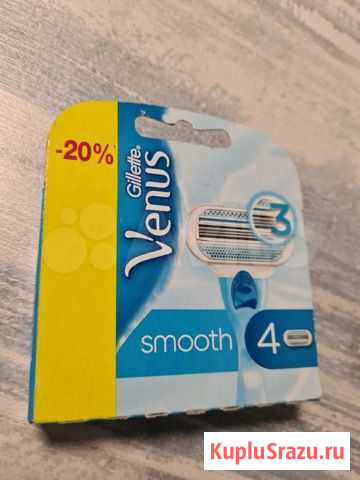 -20%
Gillette
Venus
3
smooth
4
KupluSrazu.ru